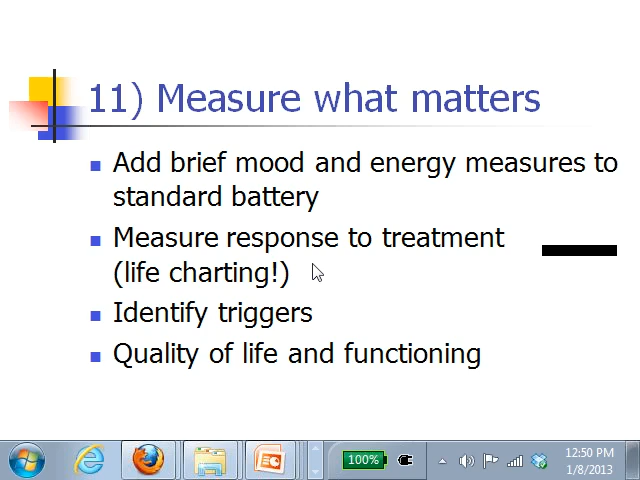 11) Measure what matters
Add brief mood and energy measures to
standard battery
Measure response to treatment
(life charting!)
Identify triggers
Quality of life and functioning
100%
12:50 PM
1/8/2013